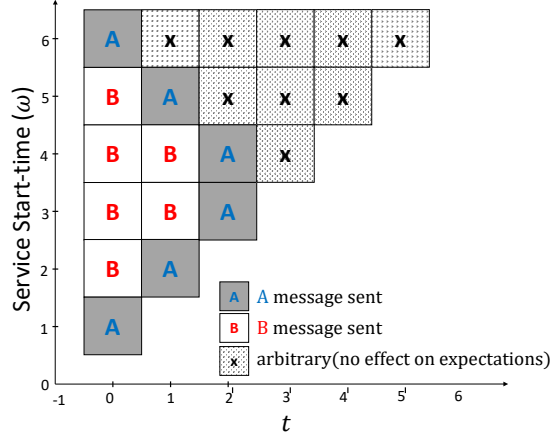 6 A x x x x x
5 B A x x x
4 B B A x
3 B B A
2 B A
1 A
0
Service Start-time (ω)
A A message sent
B B message sent
x arbitrary(no effect on expectations)
-1 0 1 2 3 4 5 6
t